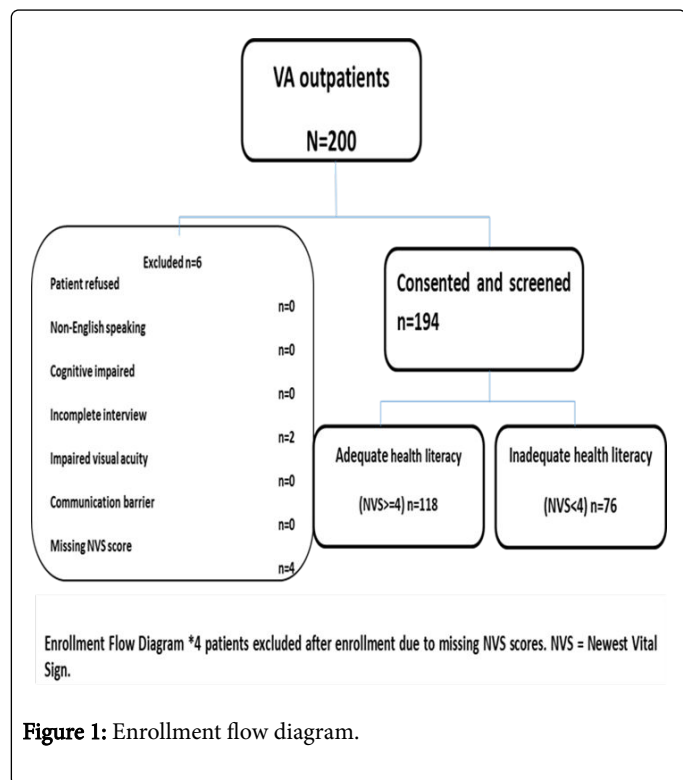 VA outpatients
N=200
Excluded n=6
Patient refused
n=0
Non-English speaking
n=0
Cognitive impaired
n=0
Incomplete interview
n=2
Impaired visual acuity
n=0
Communication barrier
n=0
Missing NVS score
n=4
Consented and screened
n=194
Adequate health literacy
(NVS>=4) n=118
Inadequate health literacy
(NVS<4) n=76
Enrollment Flow Diagram *4 patients excluded after enrollment due to missing NVS scores. NVS = Newest Vital
Sign.
Figure 1: Enrollment flow diagram.